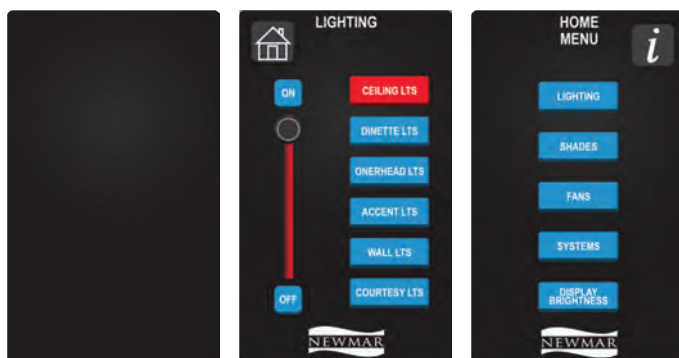 LIGHTING
ON
CEILING LTS
DINETTE LTS
ONERHEAD LTS
ACCENT LTS
WALL LTS
OFF
COURTESY LTS
NEWMAR
HOME
MENU
i
LIGHTING
SHADES
FANS
SYSTEMS
DISPLAY
BRIGHTNESS
NEWMAR